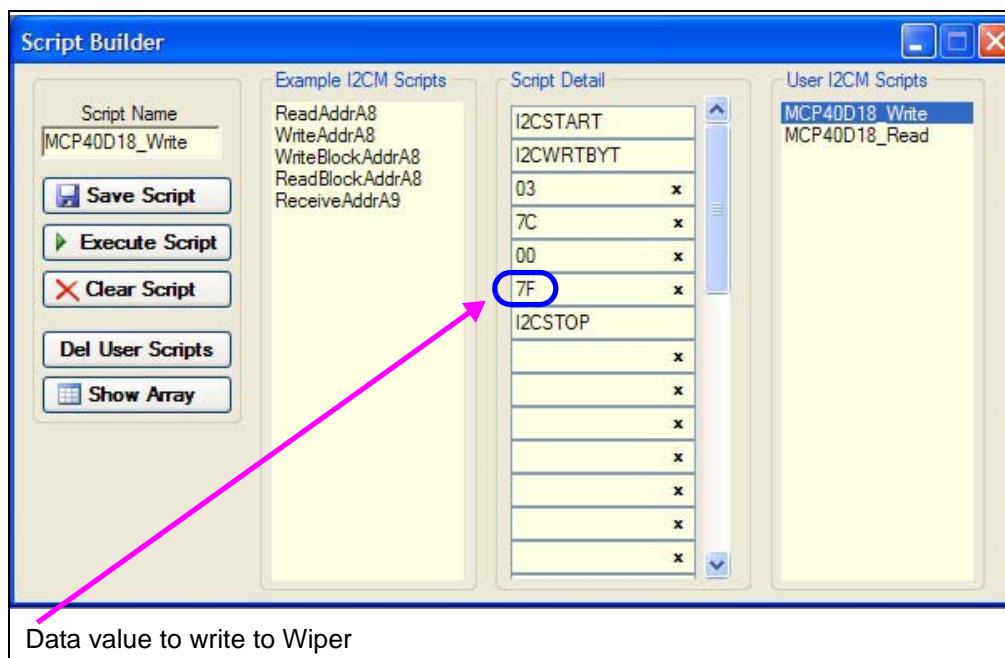 Script Builder
Script Name
MCP40D18_Write
Save Script
Execute Script
Clear Script
Del User Scripts
Show Array
Example I2CM Scripts
ReadAddrA8
WriteAddrA8
WriteBlockAddrA8
ReadBlockAddrA8
ReceiveAddrA9
Script Detail
I2CSTART
I2CWRTBYT
03 x
7C x
00 x
7F x
I2CSTOP
x
x
x
x
x
x
x
User I2CM Scripts
MCP40D18_Write
MCP40D18_Read
Data value to write to Wiper